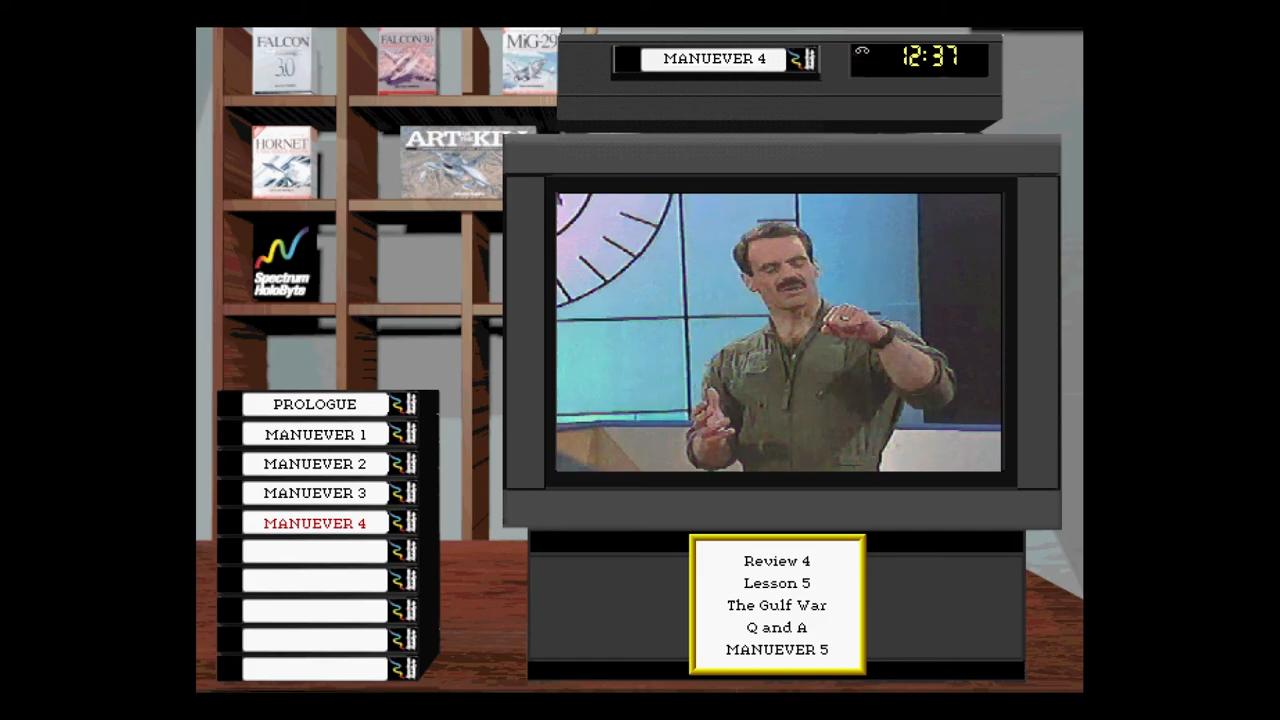 FALCON
3.0
FALCON 3.0
MiG-29
MANUEVER 4
12:37
HORNET
ART OF THE KIL
Spectrum
HoloByte
PROLOGUE
MANUEVER 1
MANUEVER 2
MANUEVER 3
MANUEVER 4
Review 4
Lesson 5
The Gulf War
Q and A
MANUEVER 5